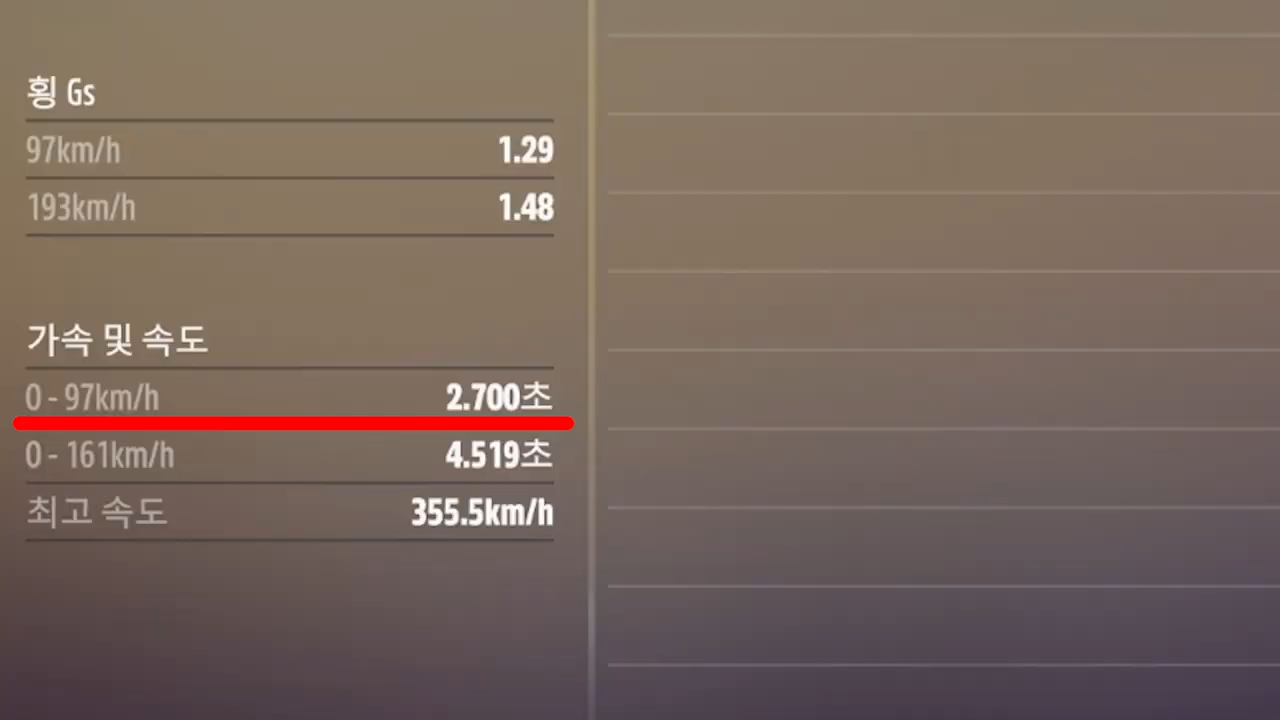 횡 Gs
97km/h 1.29
193km/h 1.48
가속 및 속도
0 - 97km/h 2.700초
0 - 161km/h 4.519초
최고 속도 355.5km/h